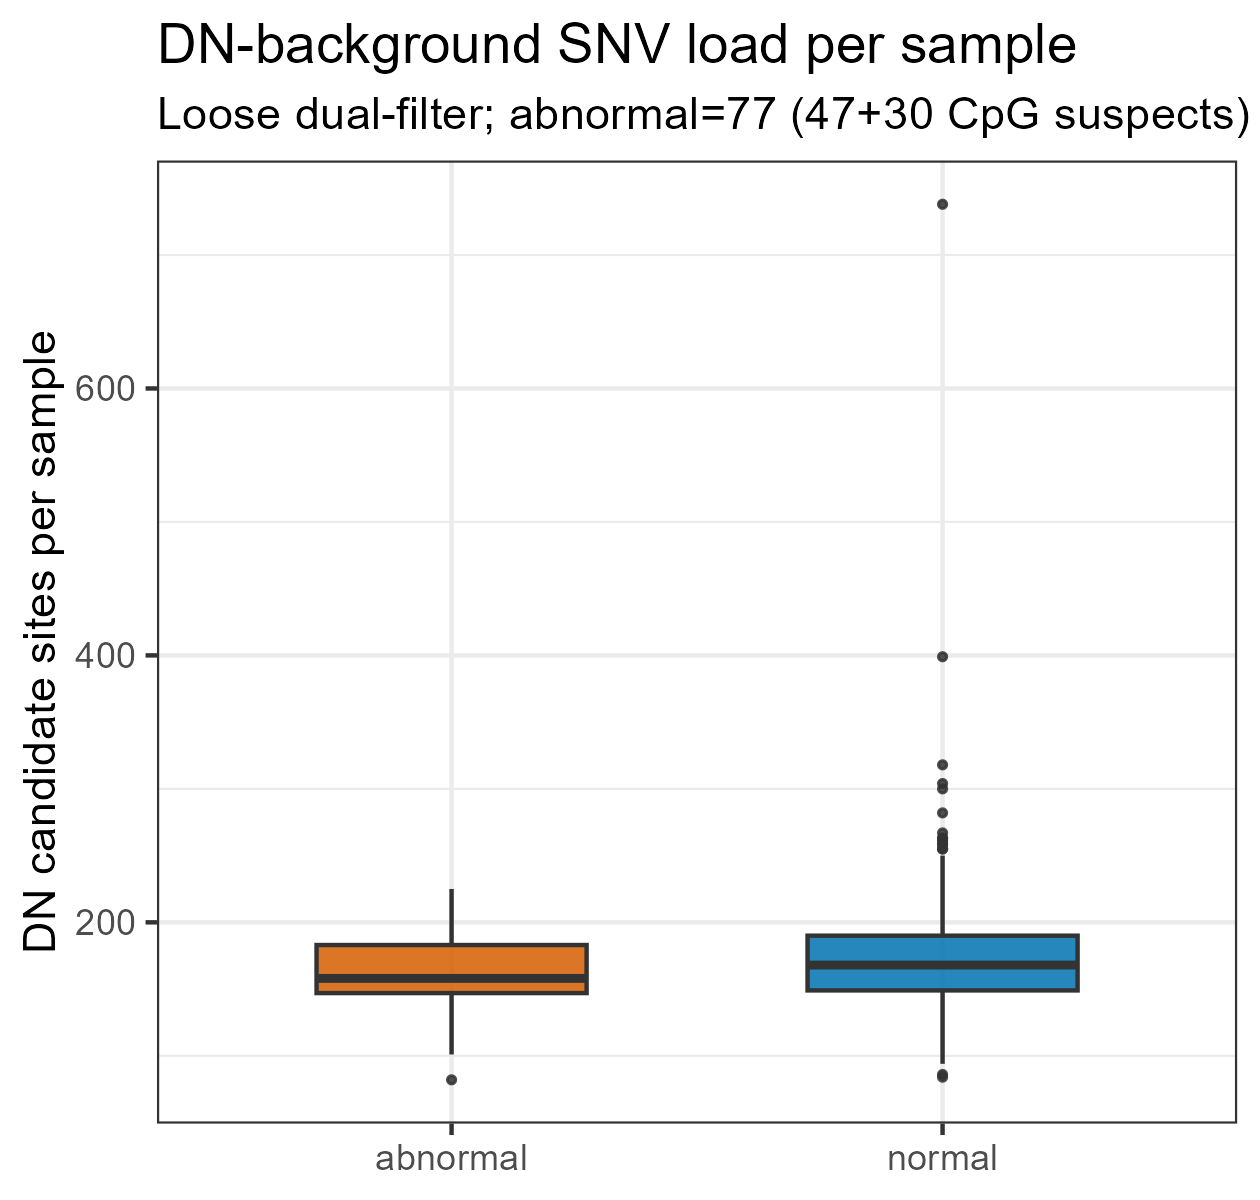 DN-background SNV load per sample
Loose dual-filter; abnormal=77 (47+30 CpG suspects)
DN candidate sites per sample
600
400
200
abnormal
normal